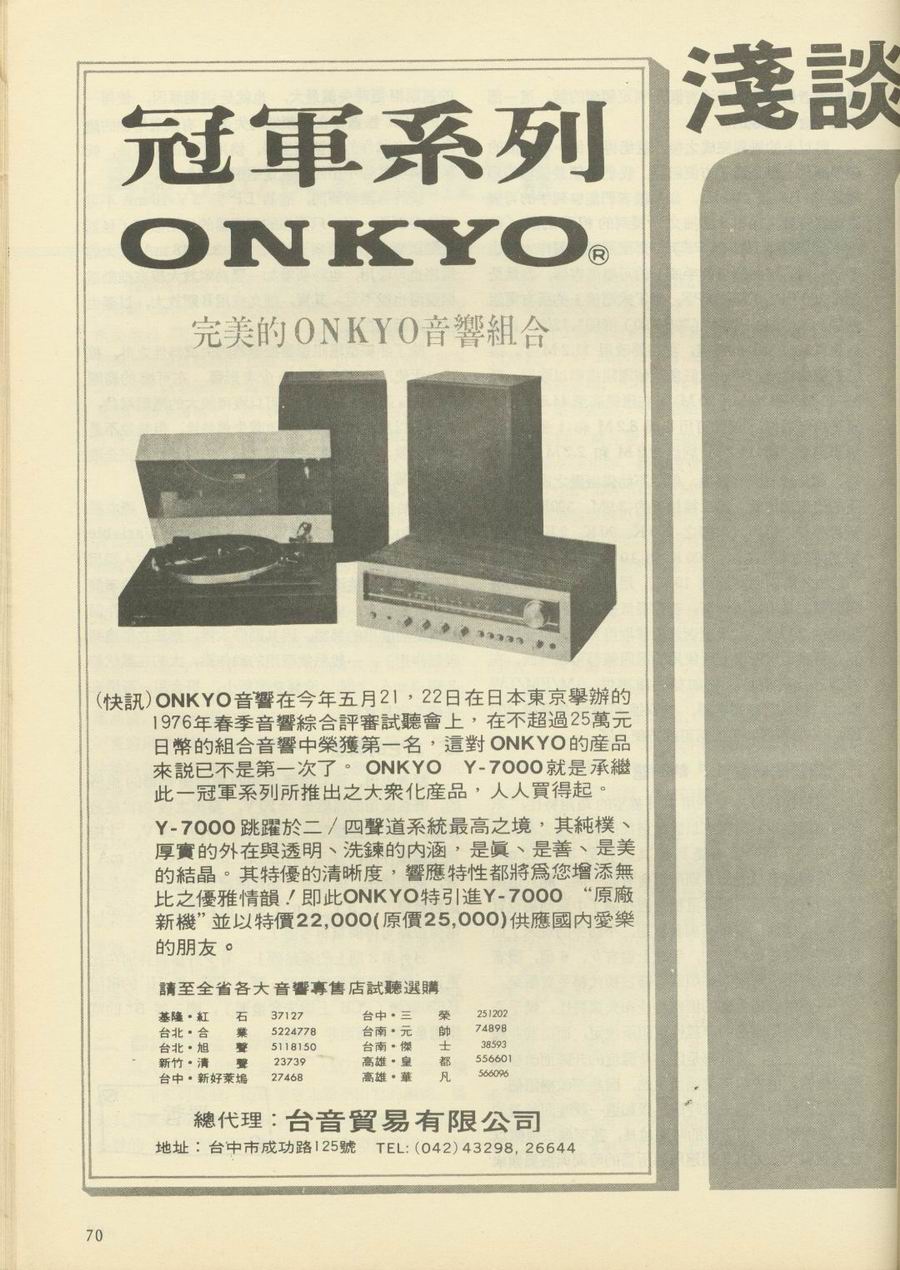 淺談
冠軍系列
ONKYO®
完美的ONKYO音響組合
(快訊)ONKYO音響在今年五月21,22日在日本東京舉辦的
1976年春季音響綜合評審試聽會上,在不超過25萬元
日幣的組合音響中榮獲第一名,這對ONKYO的產品
來説已不是第一次了。ONKYO Y-7000就是承繼
此一冠軍系列所推出之大衆化產品,人人買得起。
Y-7000跳躍於二/四聲道系統最高之境,其純樸、
厚實的外在與透明、洗鍊的内涵,是眞、是善、是美
的結晶。其特優的清晰度,響應特性都將爲您增添無
比之優雅情韻!即此ONKYO特引進Y-7000 “原廠
新機”並以特價22,000(原價25,000)供應國内愛樂
的朋友。
請至全省各大音響專售店試聽選購
基隆·紅石 37127 台中·三榮 251202
台北·合業 5224778 台南·元帥 74898
台北·旭聲 5118150 台南·傑士 38593
新竹·清聲 23739 高雄·皇都 556601
台中·新好萊塢 27468 高雄·華凡 566096
總代理:台音貿易有限公司
地址:台中市成功路125號 TEL:(042)43298, 26644
70